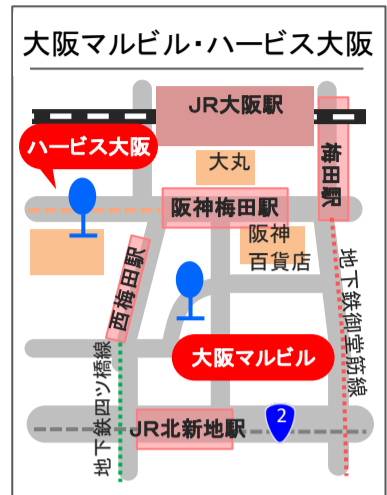 大阪マルビル・ハービス大阪
JR大阪駅
ハービス大阪
大丸
梅田駅
阪神梅田駅
阪神
百貨店
西梅田駅
地下鉄御堂筋線
大阪マルビル
地下鉄四ツ橋線
JR北新地駅
2